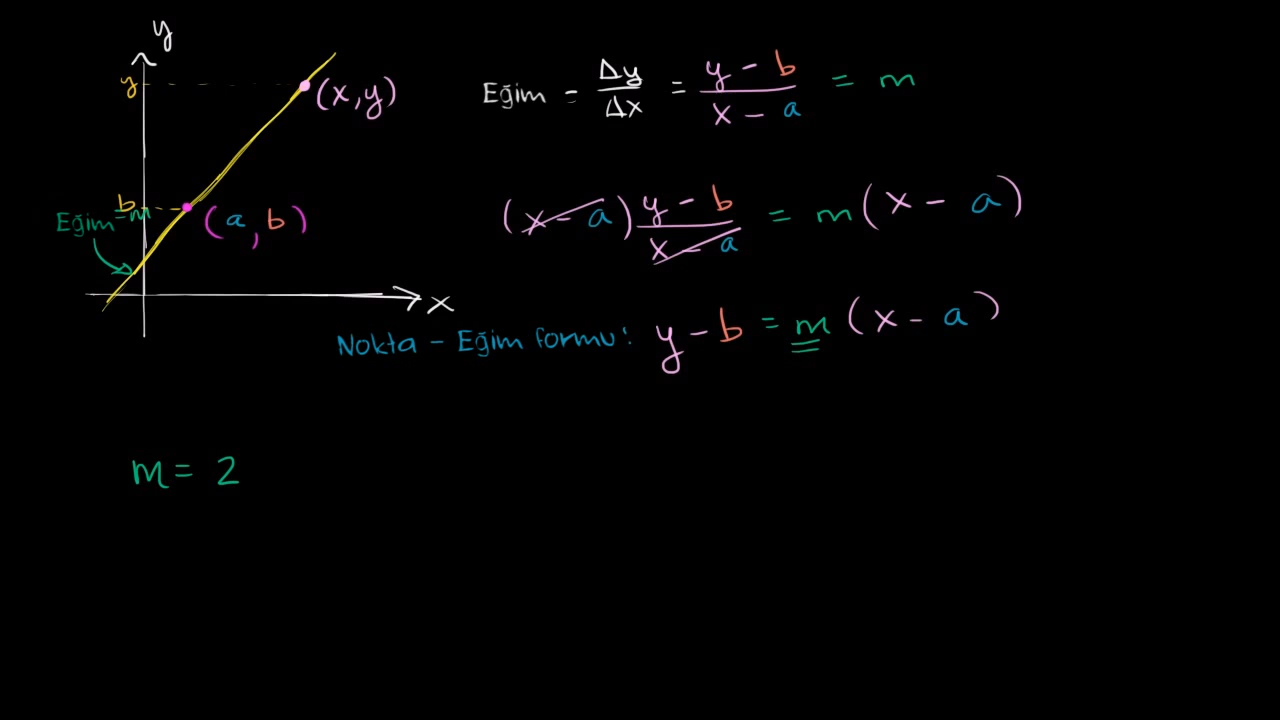 y
y
(x,y)
Eğim = Δy/Δx = y - b/x - a = m
b
Eğim=m
(a, b)
(x - a) y - b/x - a = m(x - a)
x
Nokta - Eğim formu: y - b = m (x - a)
m = 2